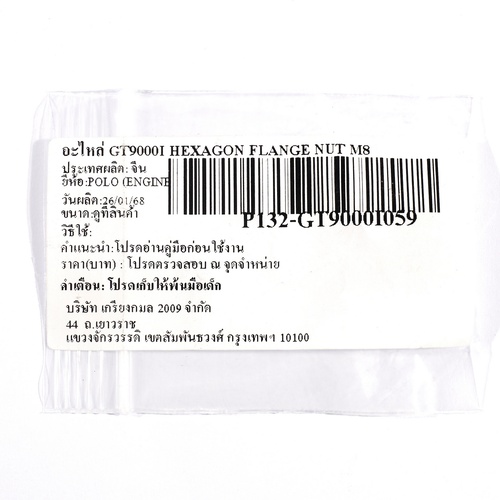 อะไหล่ GT9000I HEXAGON FLANGE NUT M8
ประเทศผลิต: จีน
ยี่ห้อ:POLO (ENGINE
วันผลิต:26/01/68
ขนาด:ดูที่สินค้า
P132-GT9000I059
วิธีใช้:
คำแนะนำ:โปรดอ่านคู่มือก่อนใช้งาน
ราคา(บาท) : โปรดตรวจสอบ ณ จุดจำหน่าย
คำเตือน: โปรดเก็บให้พ้นมือเด็ก
บริษัท เกรียงกมล 2009 จำกัด
44 ถ.เยาวราช
แขวงจักรวรรดิ เขตสัมพันธวงศ์ กรุงเทพฯ 10100